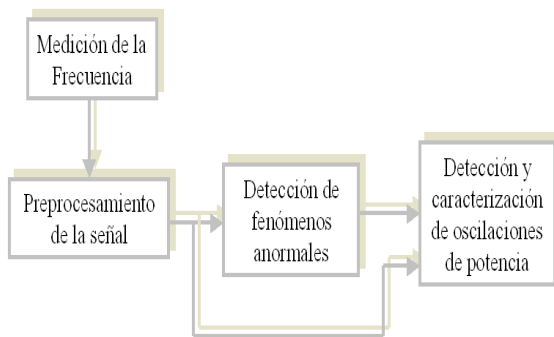 Medición de la
Frecuencia
Preprocesamiento
de la señal
Detección de
fenómenos
anormales
Detección y
caracterización
de oscilaciones
de potencia